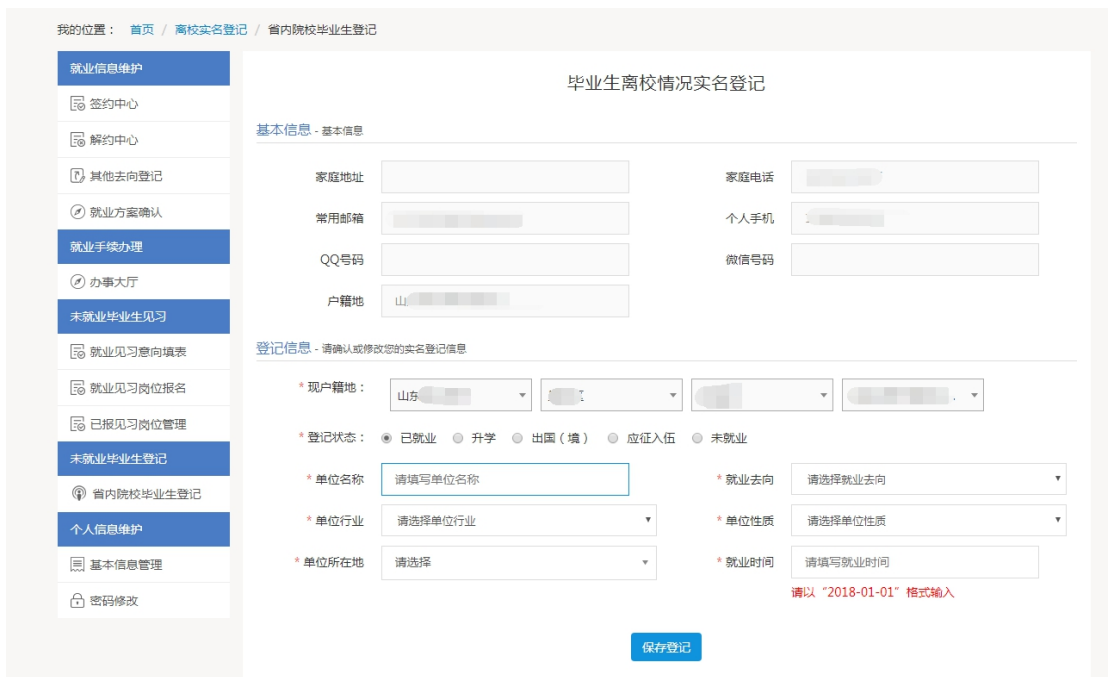 我的位置： 首页 / 离校实名登记 / 省内院校毕业生登记
就业信息维护
签约中心
解约中心
其他去向登记
就业方案确认
就业手续办理
办事大厅
未就业毕业生见习
就业见习意向填表
就业见习岗位报名
已报见习岗位管理
未就业毕业生登记
省内院校毕业生登记
个人信息维护
基本信息管理
密码修改
毕业生离校情况实名登记
基本信息 - 基本信息
家庭地址 家庭电话
常用邮箱 个人手机
QQ号码 微信号码
户籍地 山
登记信息 - 请确认或修改您的实名登记信息
* 现户籍地： 山东
* 登记状态： 已就业 升学 出国（境） 应征入伍 未就业
* 单位名称 请填写单位名称 * 就业去向 请选择就业去向
* 单位行业 请选择单位行业 * 单位性质 请选择单位性质
* 单位所在地 请选择 * 就业时间 请填写就业时间
请以“2018-01-01”格式输入
保存登记